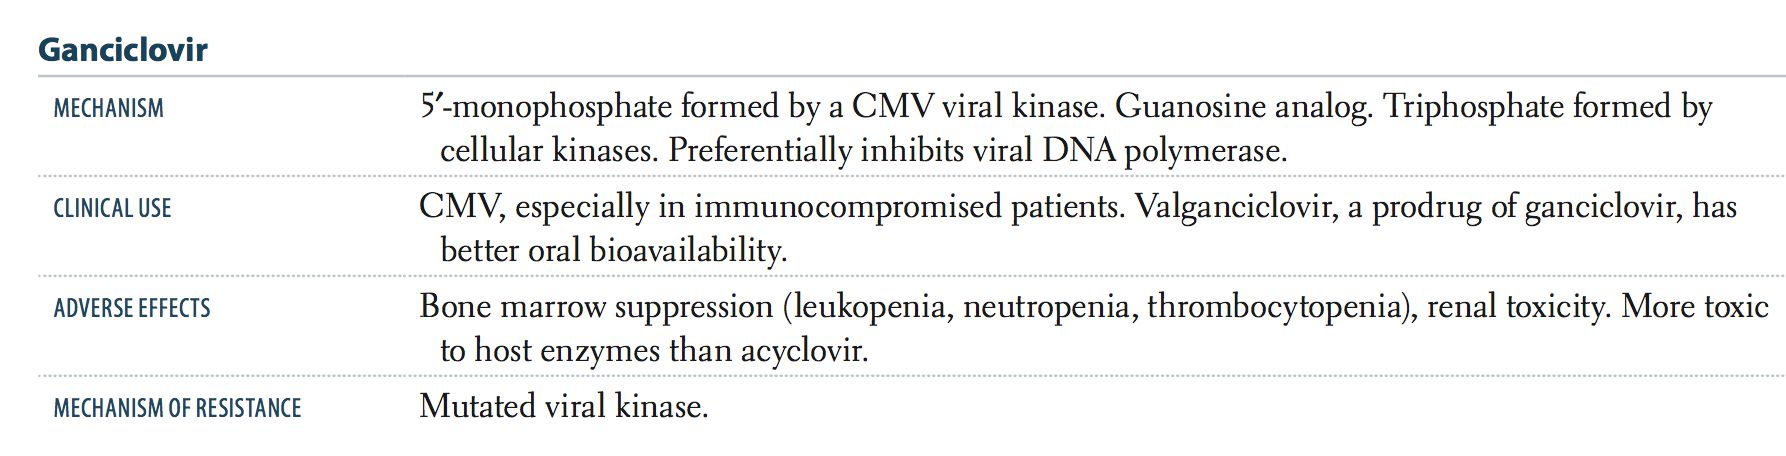 Ganciclovir
MECHANISM 5′-monophosphate formed by a CMV viral kinase. Guanosine analog. Triphosphate formed by
cellular kinases. Preferentially inhibits viral DNA polymerase.
CLINICAL USE CMV, especially in immunocompromised patients. Valganciclovir, a prodrug of ganciclovir, has
better oral bioavailability.
ADVERSE EFFECTS Bone marrow suppression (leukopenia, neutropenia, thrombocytopenia), renal toxicity. More toxic
to host enzymes than acyclovir.
MECHANISM OF RESISTANCE Mutated viral kinase.